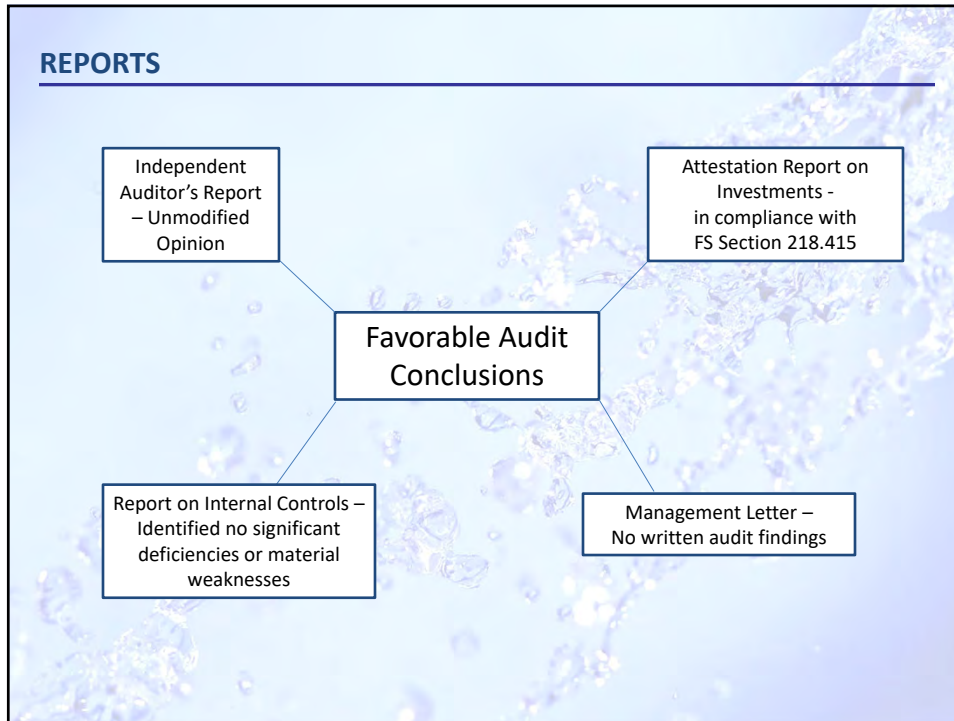 REPORTS
Independent
Auditor’s Report
– Unmodified
Opinion
Attestation Report on
Investments -
in compliance with
FS Section 218.415
Favorable Audit
Conclusions
Report on Internal Controls –
Identified no significant
deficiencies or material
weaknesses
Management Letter –
No written audit findings